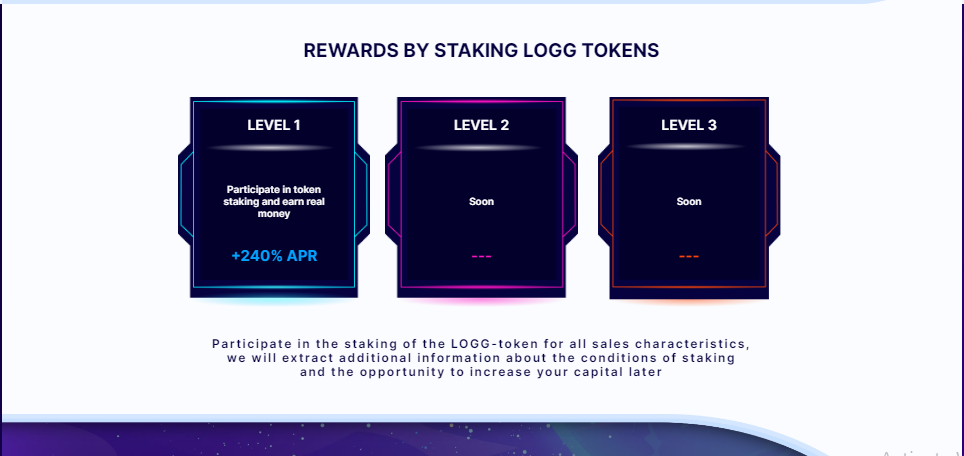 REWARDS BY STAKING LOGG TOKENS
LEVEL 1
Participate in token
staking and earn real
money
+240% APR
LEVEL 2
Soon
---
LEVEL 3
Soon
---
Participate in the staking of the LOGG-token for all sales characteristics,
we will extract additional information about the conditions of staking
and the opportunity to increase your capital later